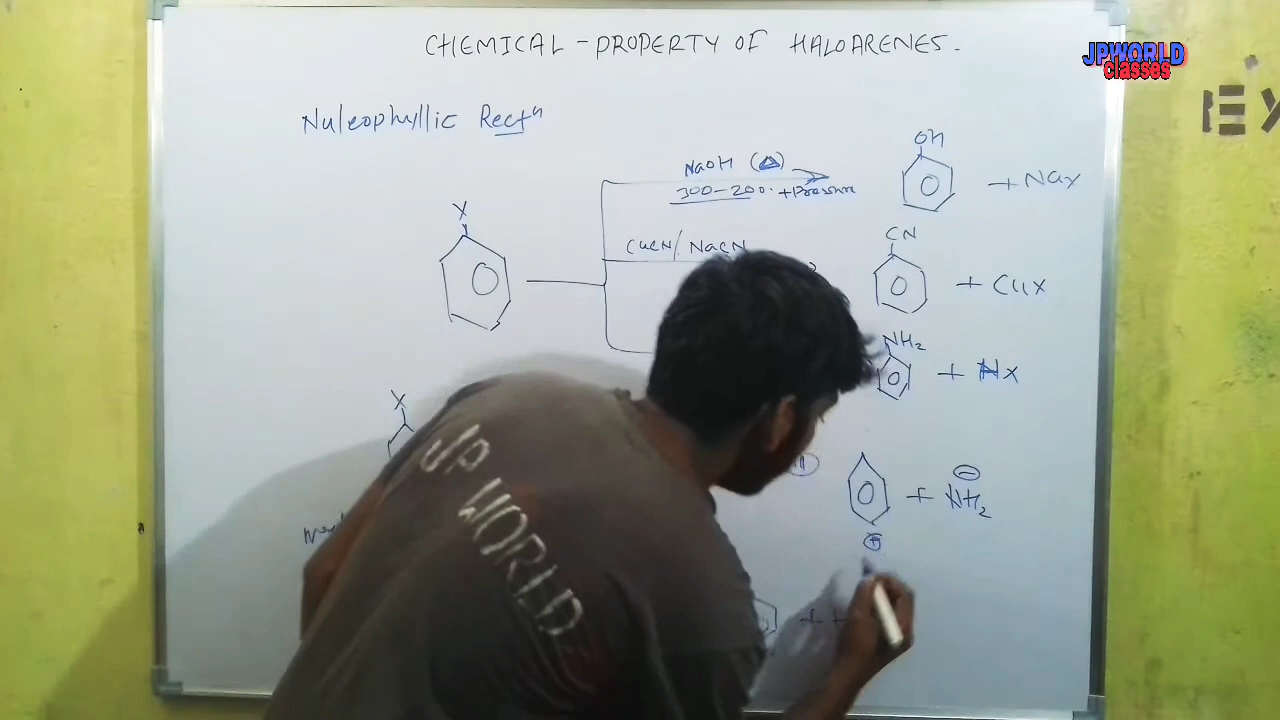 CHEMICAL - PROPERTY OF HALOARENES.
JPWORLD
classes
EX
Nuleophyllic Rectⁿ
X
NaOH (△)
300-200. + Pressure
OH
+ NaX
CuCN / NaCN
CN
+ CuX
NH₂
+ X
X
+ NH₂ ⊖
⊕
JP WORLD
+ +